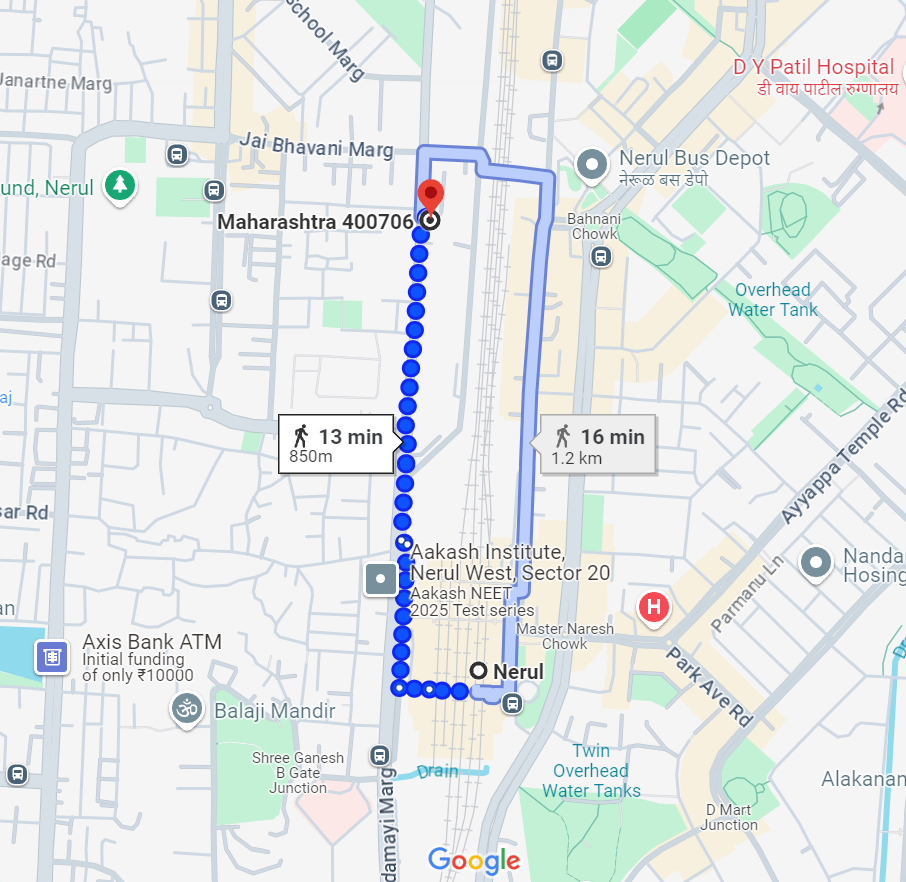 School Marg
Janartne Marg
D Y Patil Hospital
डी वाय पाटील रुग्णालय
Jai Bhavani Marg
Nerul Bus Depot
नेरूळ बस डेपो
und, Nerul
Maharashtra 400706
Bahnani
Chowk
age Rd
Overhead
Water Tank
aj
13 min
850m
16 min
1.2 km
Ayyappa Temple Rd
sar Rd
Aakash Institute,
Nerul West, Sector 20
Aakash NEET
2025 Test series
Nanda
Hosing
Parmanu Ln
an
H
Master Naresh
Chowk
Axis Bank ATM
Initial funding
of only ₹10000
Nerul
Park Ave Rd
ॐ
Balaji Mandir
Shree Ganesh
B Gate
Junction
Drain
Twin
Overhead
Water Tanks
Alakanan
D Mart
Junction
damayi Marg
Google